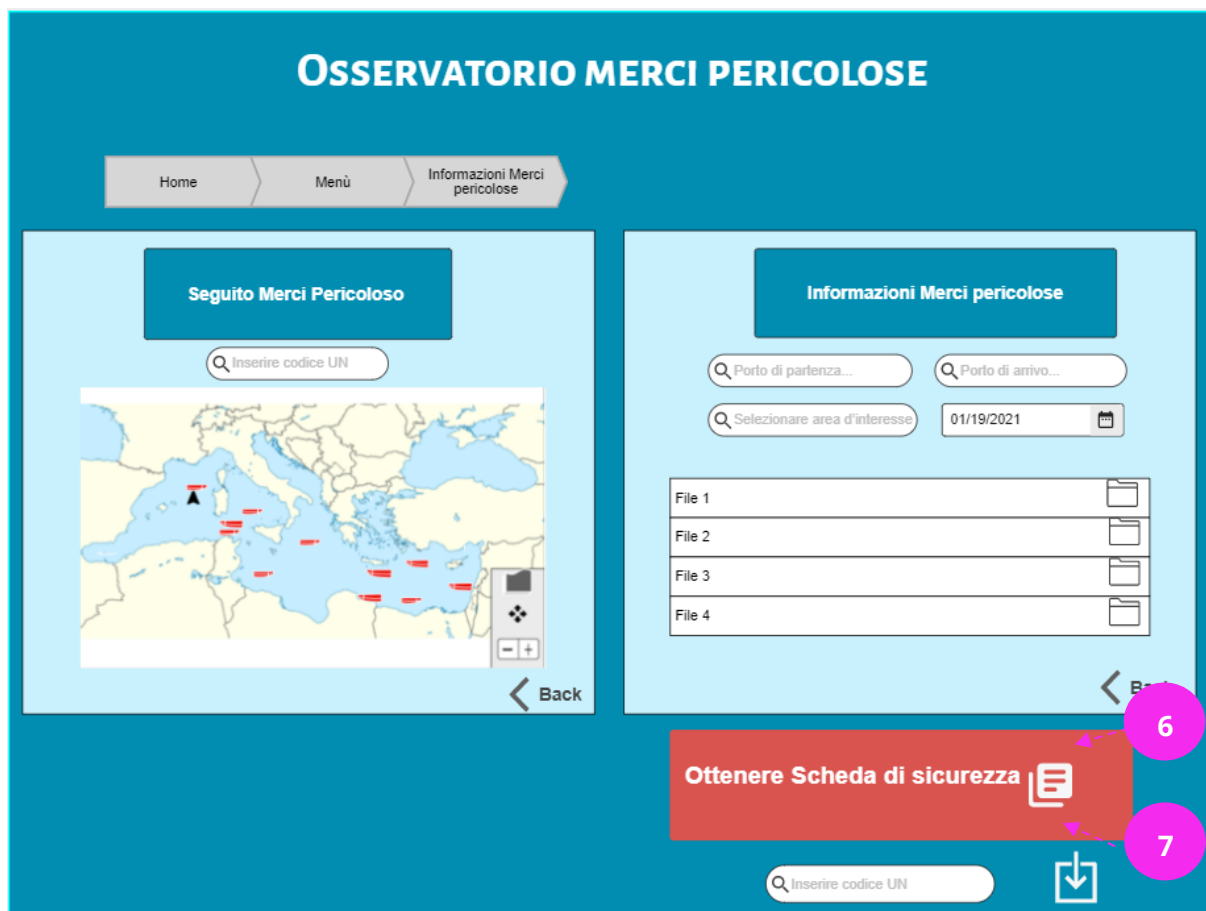 Osservatorio merci pericolose
Home
Menù
Informazioni Merci
pericolose
Seguito Merci Pericoloso
Inserire codice UN
Back
Informazioni Merci pericolose
Porto di partenza...
Porto di arrivo...
Selezionare area d'interesse
01/19/2021
File 1
File 2
File 3
File 4
6
Ottenere Scheda di sicurezza
7
Inserire codice UN